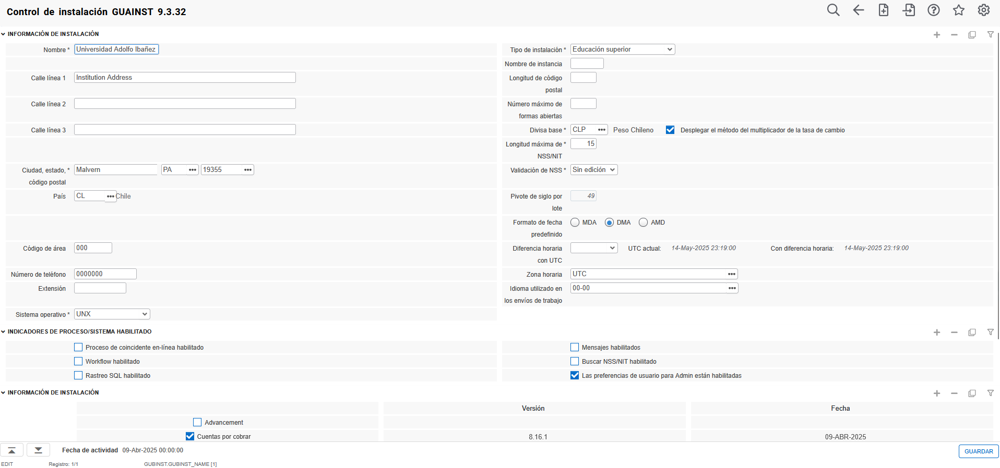 Control de instalación GUAINST 9.3.32
INFORMACIÓN DE INSTALACIÓN
Nombre * Universidad Adolfo Ibañez
Tipo de instalación * Educación superior
Nombre de instancia
Calle línea 1 Institution Address
Longitud de código
postal
Calle línea 2
Número máximo de
formas abiertas
Calle línea 3
Divisa base * CLP ••• Peso Chileno Desplegar el método del multiplicador de la tasa de cambio
Longitud máxima de * 15
NSS/NIT
Ciudad, estado, * Malvern PA ••• 19355 •••
código postal
Validación de NSS * Sin edición
País CL ••• Chile
Pivote de siglo por 49
lote
Formato de fecha MDA DMA AMD
predefinido
Código de área 000
Diferencia horaria UTC actual: 14-May-2025 23:19:00 Con diferencia horaria: 14-May-2025 23:19:00
con UTC
Número de teléfono 0000000
Zona horaria UTC •••
Extensión
Idioma utilizado en 00-00 •••
los envíos de trabajo
Sistema operativo * UNX
INDICADORES DE PROCESO/SISTEMA HABILITADO
Proceso de coincidente en-línea habilitado
Mensajes habilitados
Workflow habilitado
Buscar NSS/NIT habilitado
Rastreo SQL habilitado
Las preferencias de usuario para Admin están habilitadas
INFORMACIÓN DE INSTALACIÓN
Versión Fecha
Advancement
Cuentas por cobrar 8.16.1 09-ABR-2025
Fecha de actividad 09-Abr-2025 00:00:00
GUARDAR
EDIT Registro: 1/1 GUBINST.GUBINST_NAME [1]